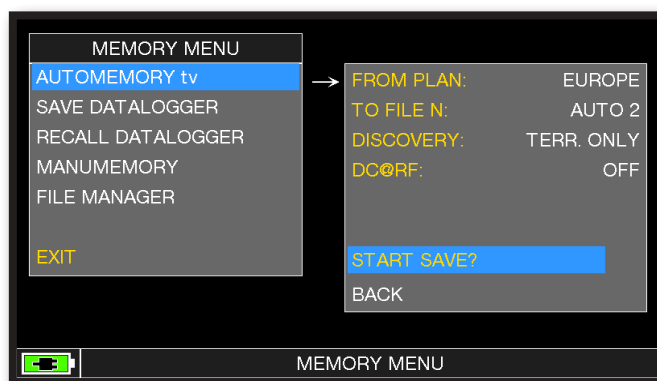 MEMORY MENU
AUTOMEMORY tv
SAVE DATALOGGER
RECALL DATALOGGER
MANUMEMORY
FILE MANAGER
EXIT
FROM PLAN: EUROPE
TO FILE N: AUTO 2
DISCOVERY: TERR. ONLY
DC@RF: OFF
START SAVE?
BACK
MEMORY MENU